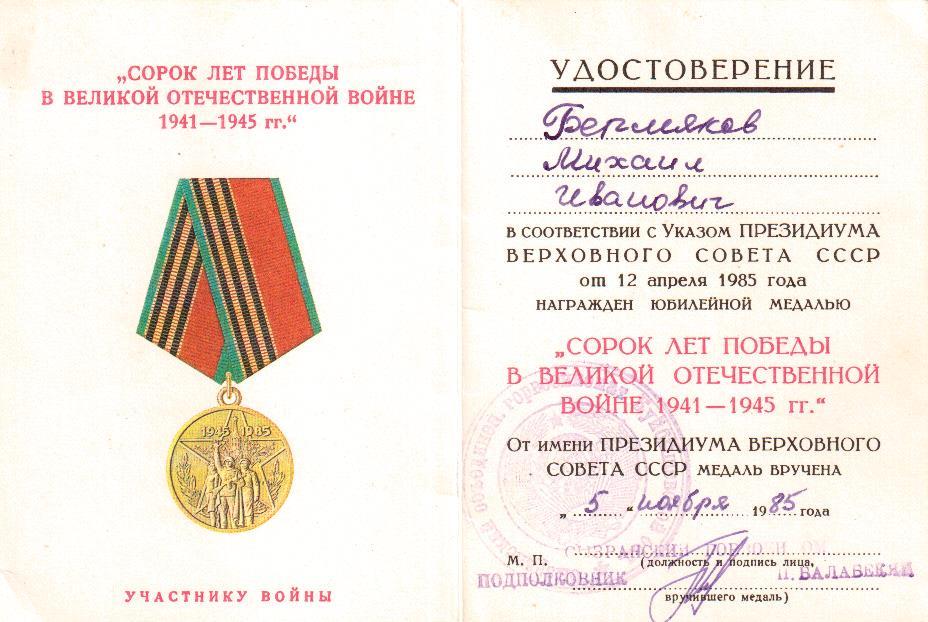 „СОРОК ЛЕТ ПОБЕДЫ
В ВЕЛИКОЙ ОТЕЧЕСТВЕННОЙ ВОЙНЕ
1941—1945 гг.“
1945 1985
УЧАСТНИКУ ВОЙНЫ
УДОСТОВЕРЕНИЕ
Бермяков
Михаил
Иванович
В СООТВЕТСТВИИ С УКАЗОМ ПРЕЗИДИУМА
ВЕРХОВНОГО СОВЕТА СССР
от 12 апреля 1985 года
НАГРАЖДЕН ЮБИЛЕЙНОЙ МЕДАЛЬЮ
„СОРОК ЛЕТ ПОБЕДЫ
В ВЕЛИКОЙ ОТЕЧЕСТВЕННОЙ
ВОЙНЕ 1941—1945 гг.“
ОТ ИМЕНИ ПРЕЗИДИУМА ВЕРХОВНОГО
СОВЕТА СССР МЕДАЛЬ ВРУЧЕНА
„ 5 “ ноября 1985 года
СЫЗРАНСКИЙ
М. П. (должность и подпись лица,
ПОДПОЛКОВНИК П. БАЛАБЕКИЙ
вручившего медаль)